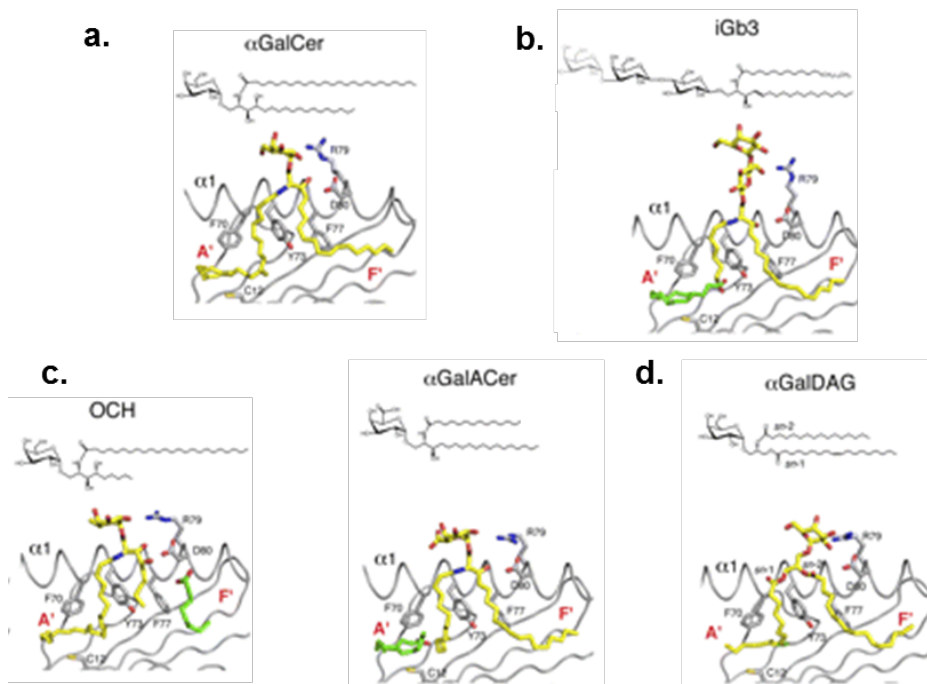 a.
αGalCer
R79
α1
D80
F70
F77
A'
Y73
F'
C12
b.
iGb3
R79
α1
D80
F70
F77
A'
Y73
F'
C12
c.
OCH
R79
α1
D80
F70
A'
F'
Y73 F77
C12
αGalACer
R79
α1
D80
F70
F77
A'
Y73
F'
C12
d.
αGalDAG
sn-2
sn-1
R79
α1
sn-1
sn-2
D80
F70
F77
A'
Y73
F'
C12